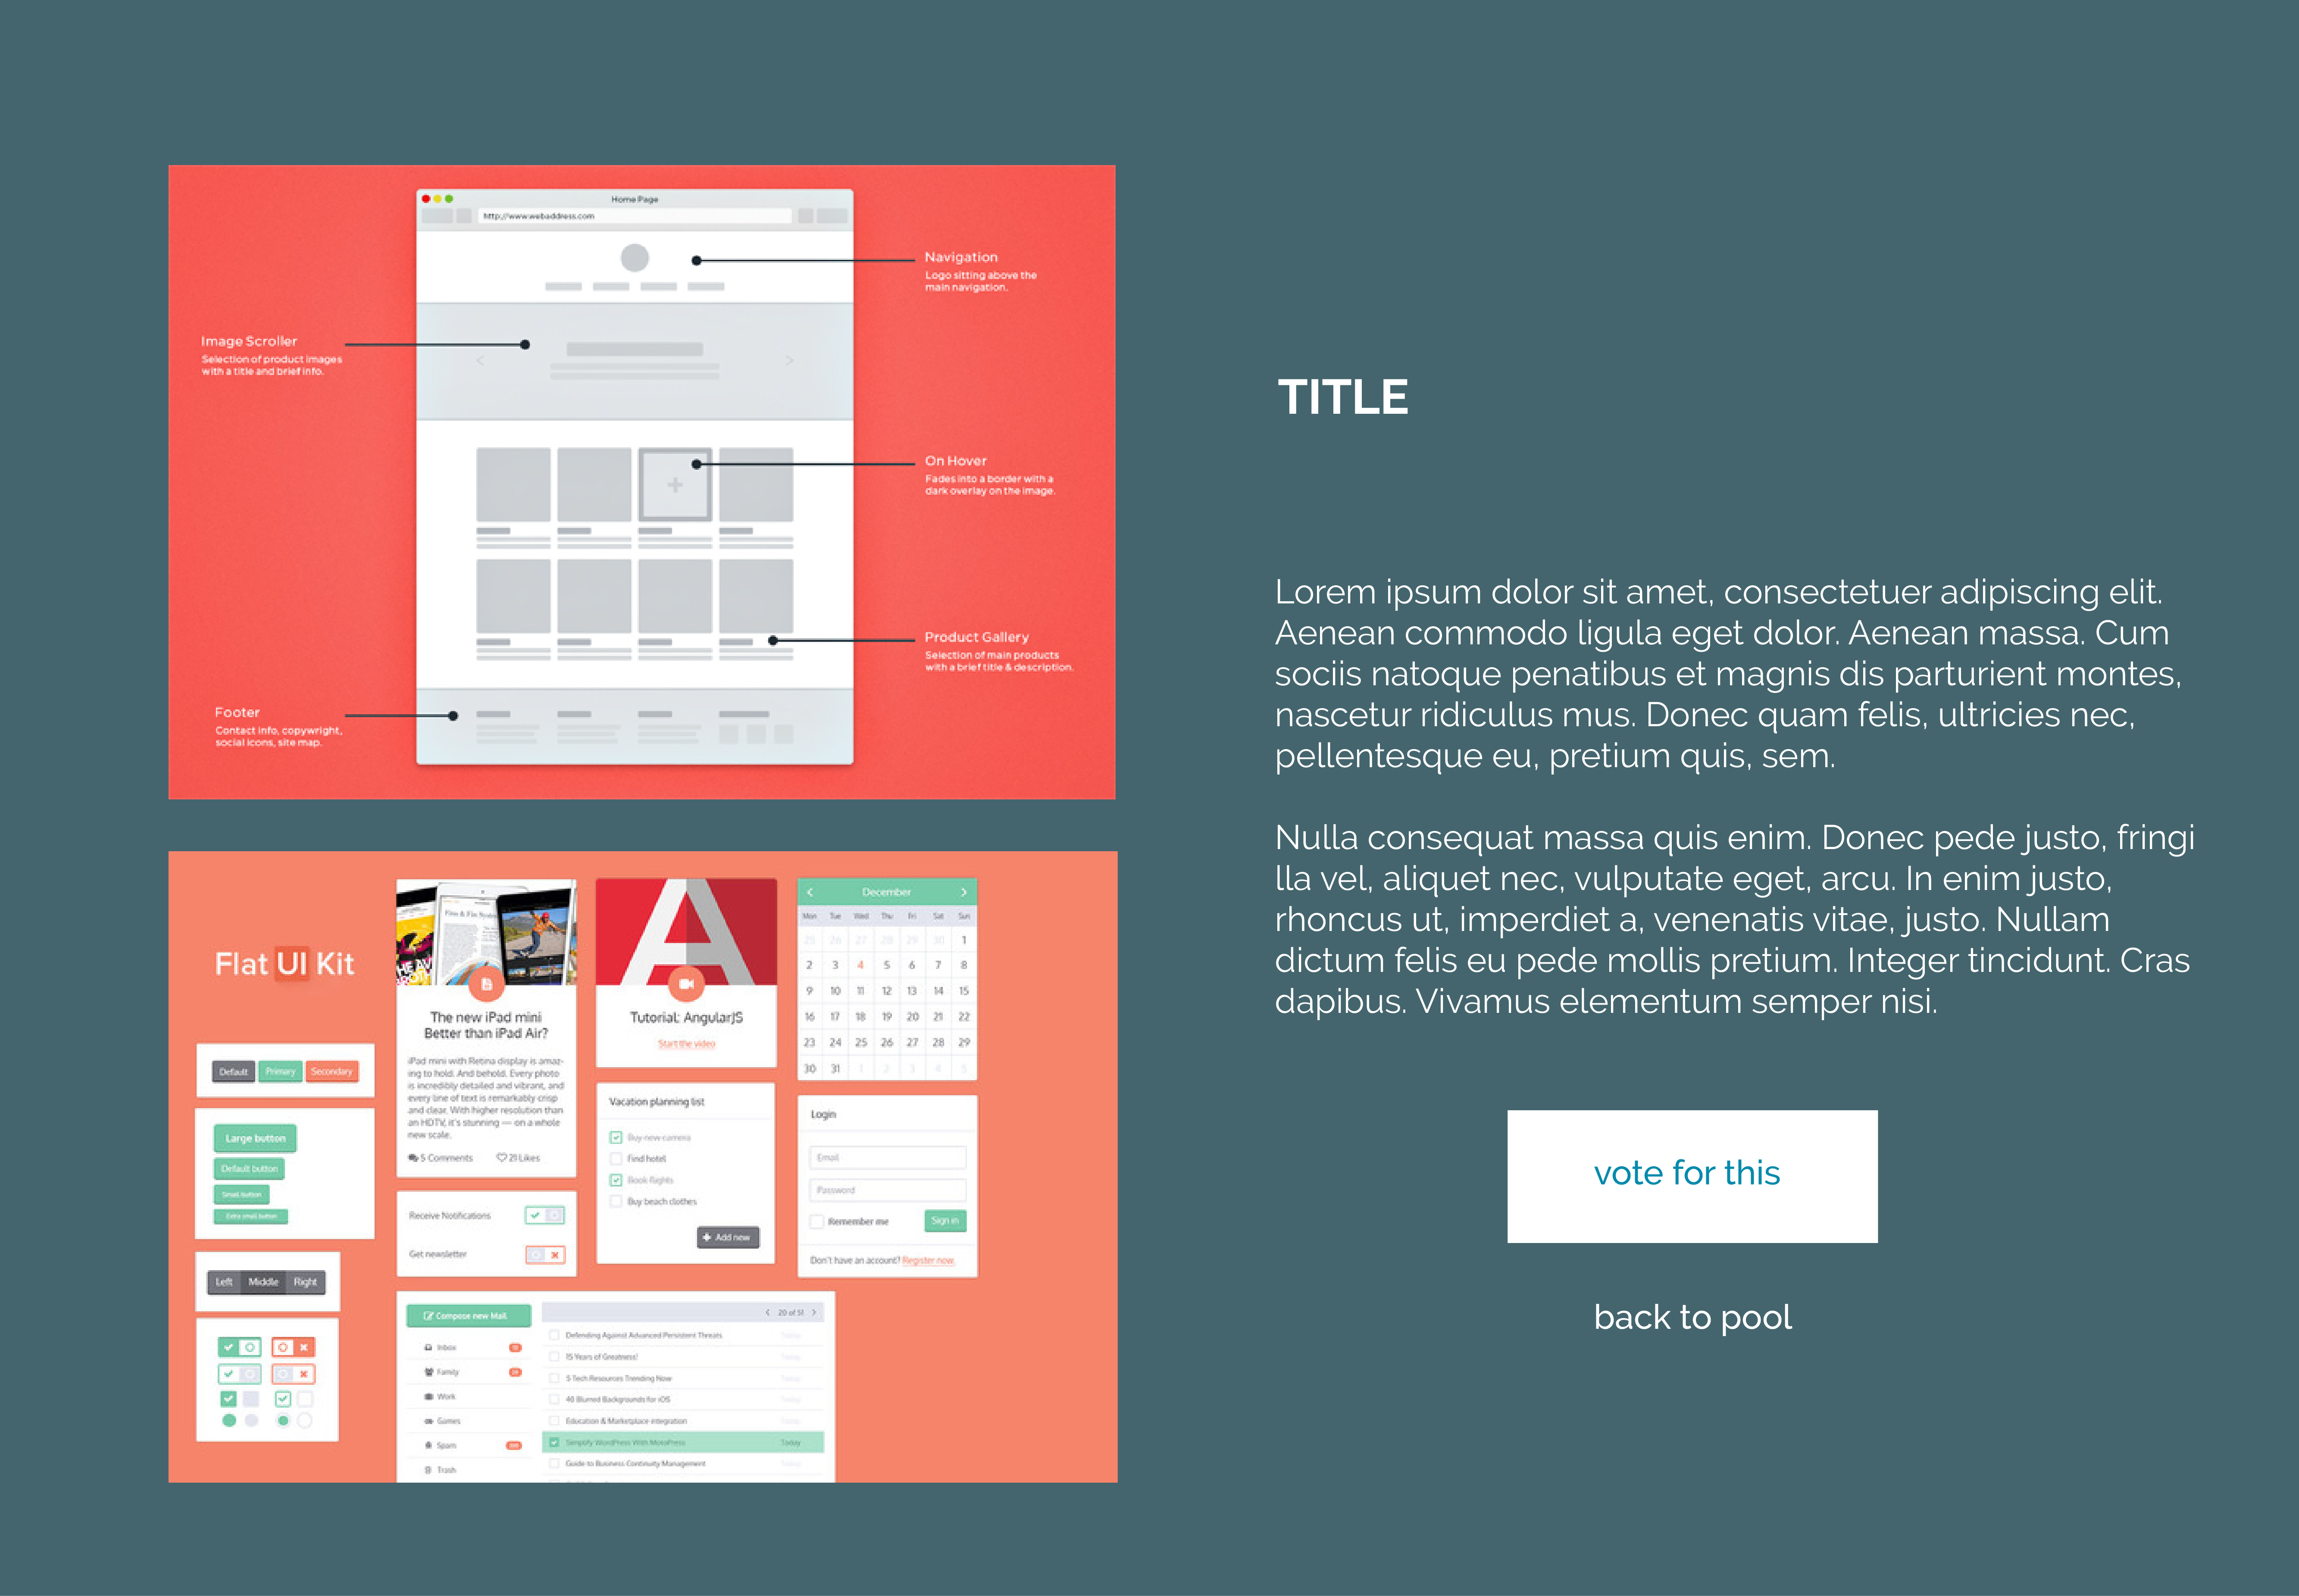 Home Page
http://www.webaddress.com
Navigation
Logo sitting above the
main navigation.
Image Scroller
Selection of product images
with a title and brief info.
On Hover
Fades into a border with a
dark overlay on the image.
Product Gallery
Selection of main products
with a brief title & description.
Footer
Contact info, copywright,
social icons, site map.
Flat UI Kit
Default Primary Secondary
Large button
Default button
Small button
Extra small button
Left Middle Right
The new iPad mini
Better than iPad Air?
iPad mini with Retina display is amaz-
ing to hold. And behold. Every photo
is incredibly detailed and vibrant, and
every line of text is remarkably crisp
and clear. With higher resolution than
an HDTV, it's stunning — on a whole
new scale.
5 Comments 21 Likes
Receive Notifications
Get newsletter
Tutorial: AngularJS
Start the video
Vacation planning list
Buy new camera
Find hotel
Book flights
Buy beach clothes
Add new
December
Mon Tue Wed Thu Fri Sat Sun
25 26 27 28 29 30 1
2 3 4 5 6 7 8
9 10 11 12 13 14 15
16 17 18 19 20 21 22
23 24 25 26 27 28 29
30 31 1 2 3 4 5
Login
Email
Password
Remember me Sign in
Don't have an account? Register now.
Compose new Mail
Inbox
Family
Work
Games
Spam
Trash
20 of 51
Defending Against Advanced Persistent Threats Today
15 Years of Greatness! Today
5 Tech Resources Trending Now Today
46 Blurred Backgrounds for iOS Today
Education & Marketplace integration Today
Simplify WordPress With MotoPress Today
Guide to Business Continuity Management Today
TITLE
Lorem ipsum dolor sit amet, consectetuer adipiscing elit.
Aenean commodo ligula eget dolor. Aenean massa. Cum
sociis natoque penatibus et magnis dis parturient montes,
nascetur ridiculus mus. Donec quam felis, ultricies nec,
pellentesque eu, pretium quis, sem.
Nulla consequat massa quis enim. Donec pede justo, fringi
lla vel, aliquet nec, vulputate eget, arcu. In enim justo,
rhoncus ut, imperdiet a, venenatis vitae, justo. Nullam
dictum felis eu pede mollis pretium. Integer tincidunt. Cras
dapibus. Vivamus elementum semper nisi.
vote for this
back to pool